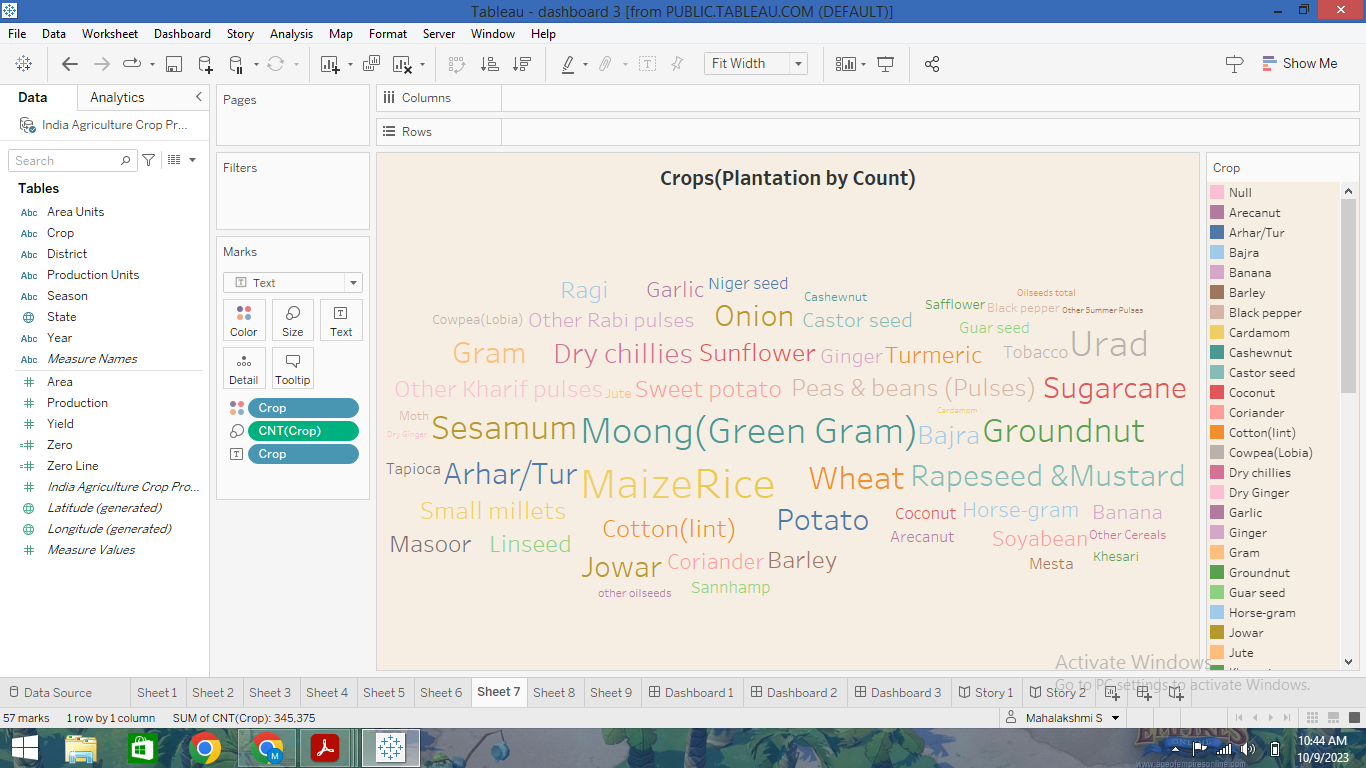 Tableau - dashboard 3 [from PUBLIC.TABLEAU.COM (DEFAULT)]
File Data Worksheet Dashboard Story Analysis Map Format Server Window Help
Fit Width
Show Me
Data Analytics
India Agriculture Crop Pr...
Search
Tables
Abc Area Units
Abc Crop
Abc District
Abc Production Units
Abc Season
State
Abc Year
Abc Measure Names
Area
Production
Yield
Zero
Zero Line
India Agriculture Crop Pro...
Latitude (generated)
Longitude (generated)
Measure Values
Pages
Filters
Marks
Text
Color Size Text
Detail Tooltip
Crop
CNT(Crop)
Crop
Columns
Rows
Crops(Plantation by Count)
Ragi Garlic Niger seed Cashewnut Safflower Oilseeds total
Cowpea(Lobia) Other Rabi pulses Onion Castor seed Black pepper Other Summer Pulses
Guar seed
Gram Dry chillies Sunflower Ginger Turmeric Tobacco Urad
Other Kharif pulses Jute Sweet potato Peas & beans (Pulses) Sugarcane
Moth Cardamom
Dry Ginger Sesamum Moong(Green Gram) Bajra Groundnut
Tapioca Arhar/Tur Maize Rice Wheat Rapeseed &Mustard
Small millets Cotton(lint) Potato Coconut Horse-gram Banana
Masoor Linseed Arecanut Soyabean Other Cereals
Jowar Coriander Barley Mesta Khesari
other oilseeds Sannhamp
Crop
Null
Arecanut
Arhar/Tur
Bajra
Banana
Barley
Black pepper
Cardamom
Cashewnut
Castor seed
Coconut
Coriander
Cotton(lint)
Cowpea(Lobia)
Dry chillies
Dry Ginger
Garlic
Ginger
Gram
Groundnut
Guar seed
Horse-gram
Jowar
Jute
Activate Windows
Go to PC settings to activate Windows.
Data Source Sheet 1 Sheet 2 Sheet 3 Sheet 4 Sheet 5 Sheet 6 Sheet 7 Sheet 8 Sheet 9 Dashboard 1 Dashboard 2 Dashboard 3 Story 1 Story 2
57 marks 1 row by 1 column SUM of CNT(Crop): 345,375 Mahalakshmi S
10:44 AM
10/9/2023
www.ageofempiresonline.com